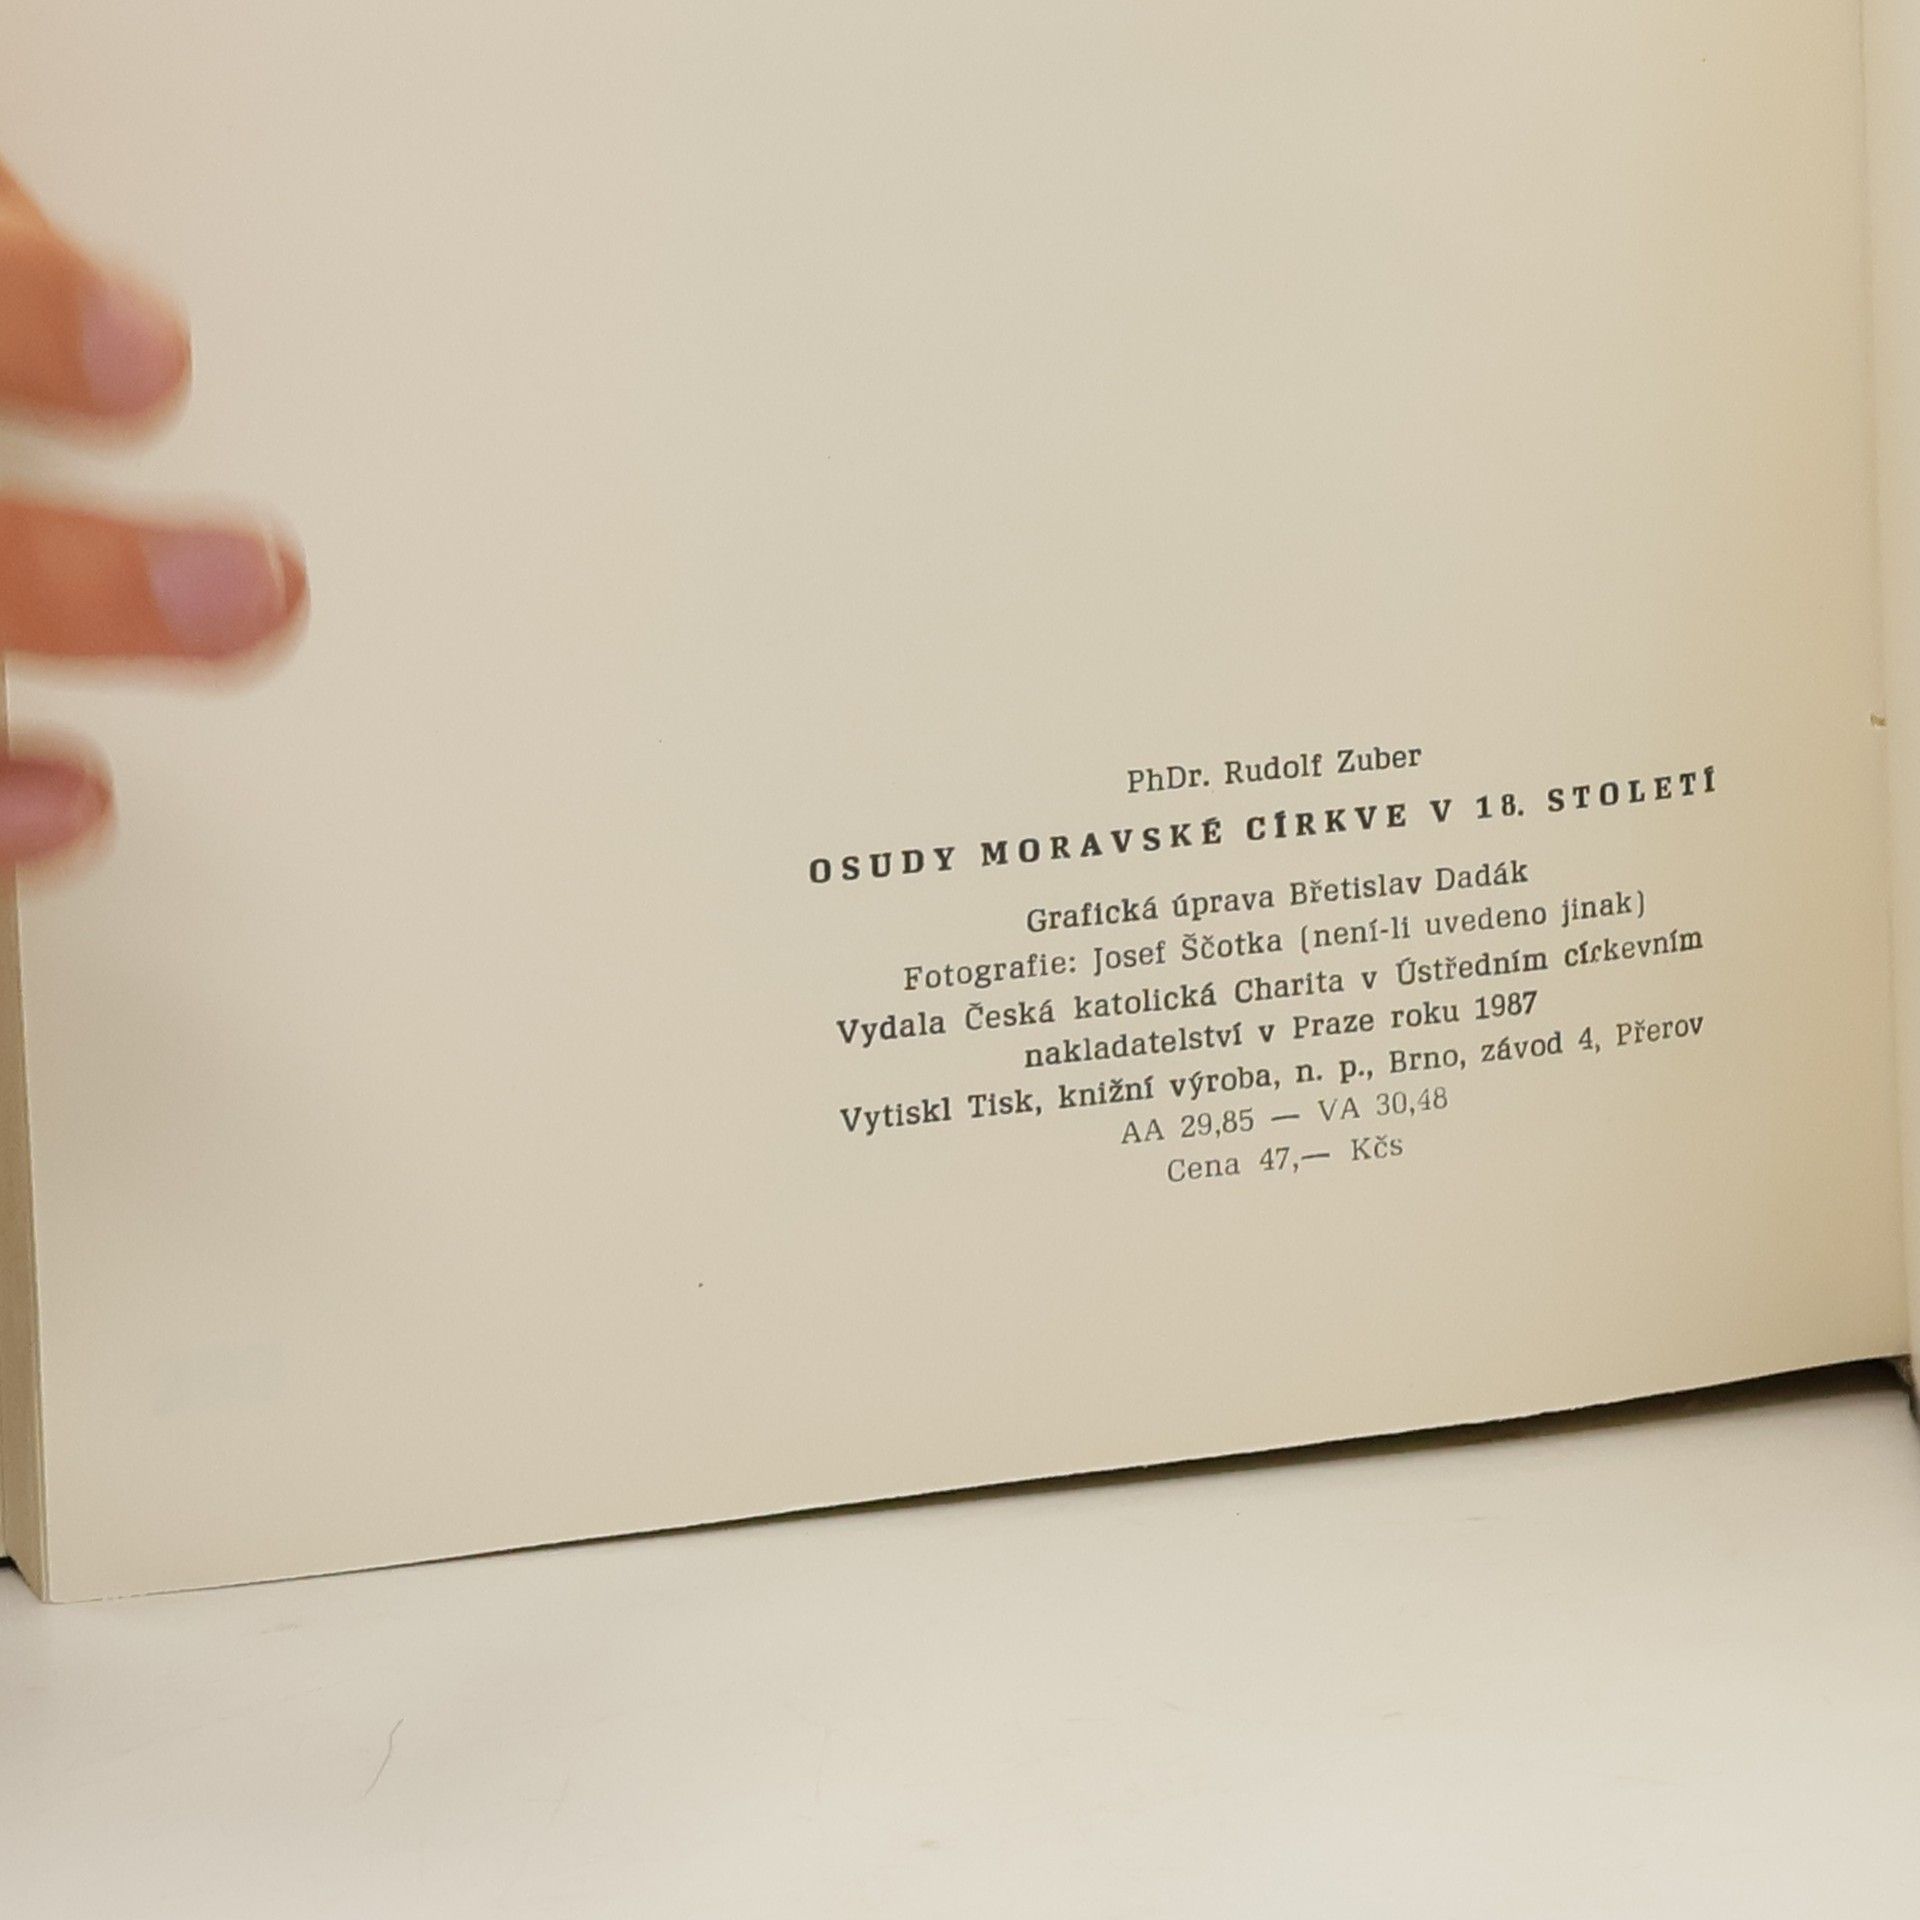 PhDr. Rudolf Zuber
OSUDY MORAVSKÉ CÍRKVE V 18. STOLETÍ
Grafická úprava Břetislav Dadák
Fotografie: Josef Ščotka (není-li uvedeno jinak)
Vydala Česká katolická Charita v Ústředním církevním
nakladatelství v Praze roku 1987
Vytiskl Tisk, knižní výroba, n. p., Brno, závod 4, Přerov
AA 29,85 — VA 30,48
Cena 47,— Kčs